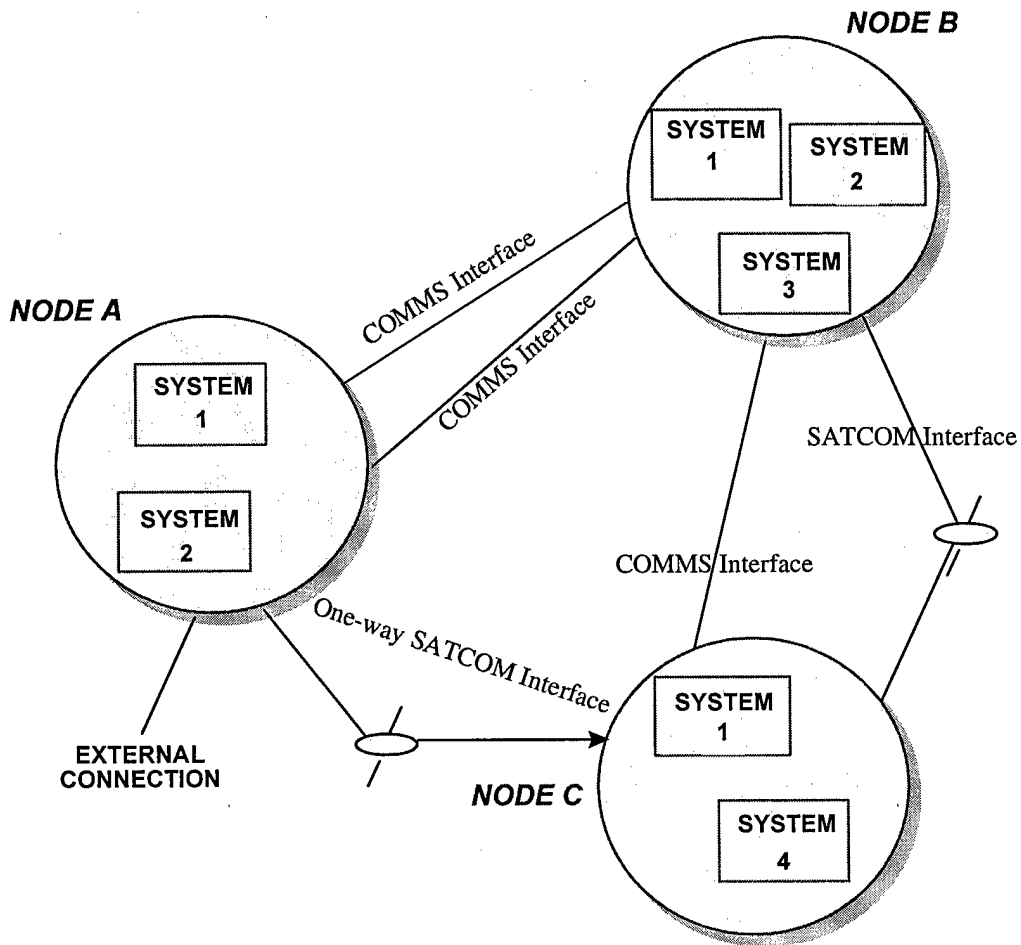 NODE B
SYSTEM
1
SYSTEM
2
SYSTEM
3
COMMS Interface
COMMS Interface
NODE A
SYSTEM
1
SYSTEM
2
SATCOM Interface
COMMS Interface
One-way SATCOM Interface
EXTERNAL
CONNECTION
NODE C
SYSTEM
1
SYSTEM
4